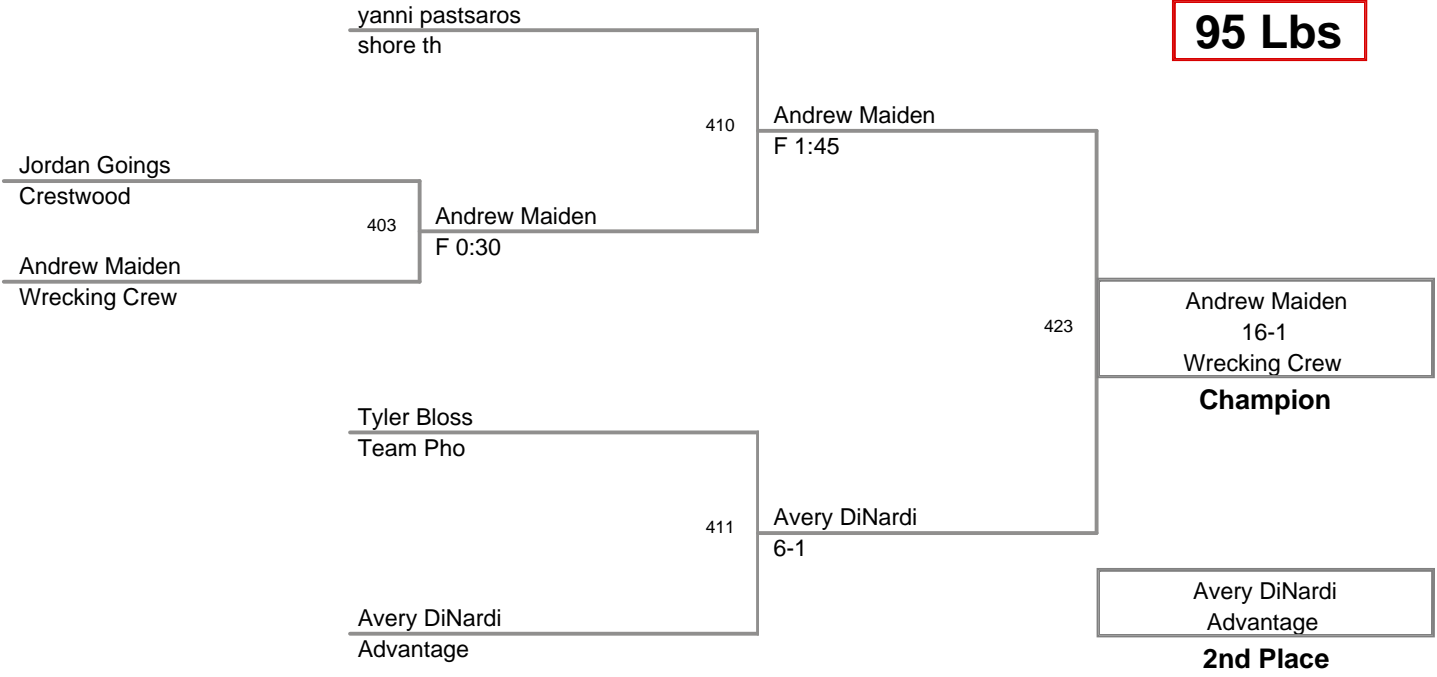 yanni pastsaros
shore th
95 Lbs
410
Andrew Maiden
F 1:45
Jordan Goings
Crestwood
403
Andrew Maiden
F 0:30
Andrew Maiden
Wrecking Crew
423
Andrew Maiden
16-1
Wrecking Crew
Champion
Tyler Bloss
Team Pho
411
Avery DiNardi
6-1
Avery DiNardi
Advantage
Avery DiNardi
Advantage
2nd Place